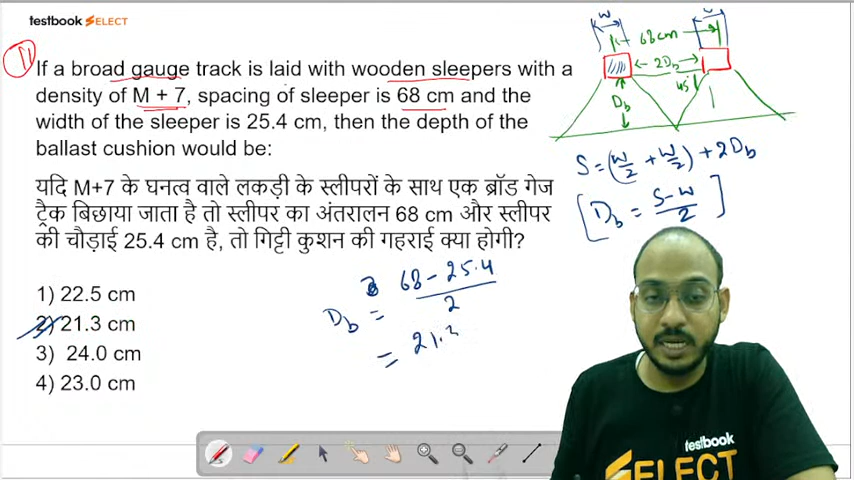 testbook SELECT
11
If a broad gauge track is laid with wooden sleepers with a
density of M + 7, spacing of sleeper is 68 cm and the
width of the sleeper is 25.4 cm, then the depth of the
ballast cushion would be:
यदि M+7 के घनत्व वाले लकड़ी के स्लीपरों के साथ एक ब्रॉड गेज
ट्रैक बिछाया जाता है तो स्लीपर का अंतरालन 68 cm और स्लीपर
की चौड़ाई 25.4 cm है, तो गिट्टी कुशन की गहराई क्या होगी?
1) 22.5 cm
2) 21.3 cm
3) 24.0 cm
4) 23.0 cm
W
68cm
2Db
45°
Db
S = (W/2 + W/2) + 2Db
[Db = S-W/2]
Db = 68 - 25.4/2
= 21.3
testbook
SELECT